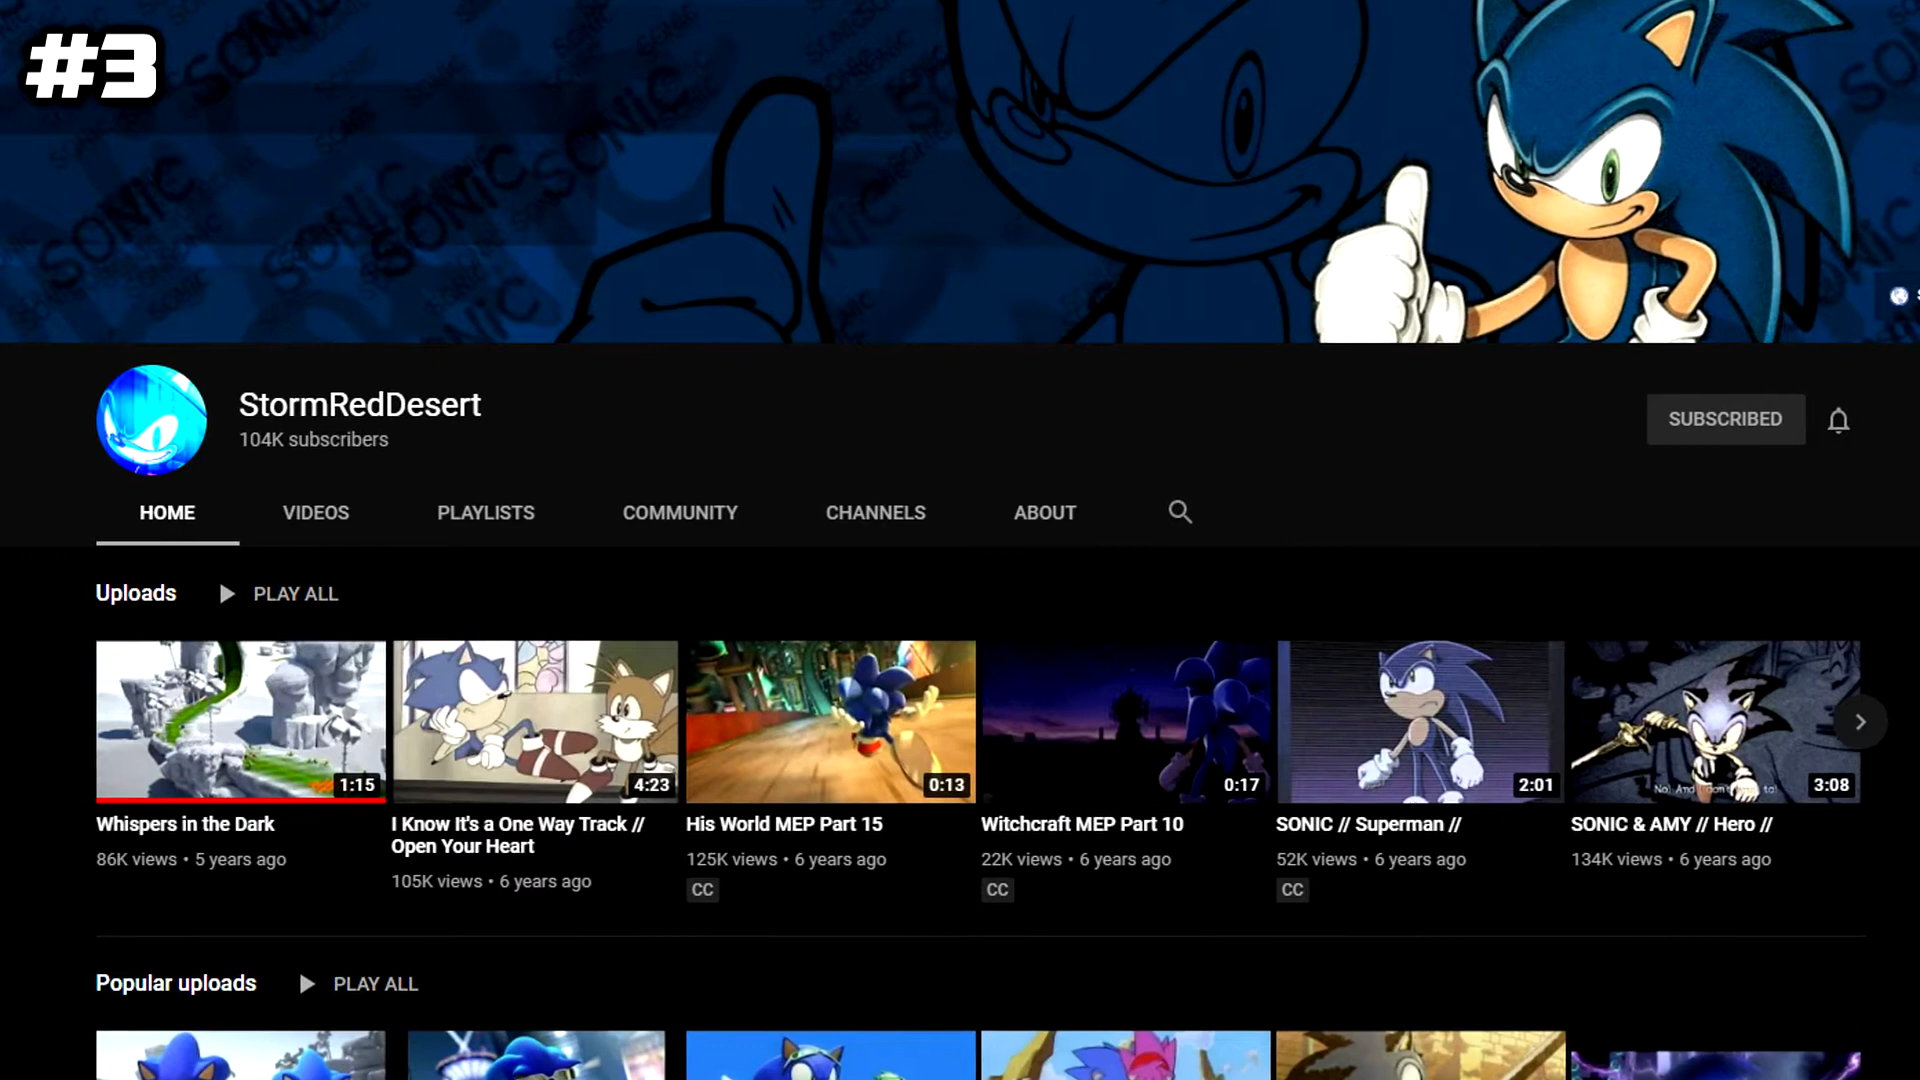 #3
SONIC
StormRedDesert
104K subscribers
SUBSCRIBED
HOME
VIDEOS
PLAYLISTS
COMMUNITY
CHANNELS
ABOUT
Uploads
PLAY ALL
1:15
4:23
0:13
0:17
2:01
3:08
Whispers in the Dark
86K views • 5 years ago
I Know It's a One Way Track //
Open Your Heart
105K views • 6 years ago
His World MEP Part 15
125K views • 6 years ago
CC
Witchcraft MEP Part 10
22K views • 6 years ago
CC
SONIC // Superman //
52K views • 6 years ago
CC
SONIC & AMY // Hero //
134K views • 6 years ago
Popular uploads
PLAY ALL